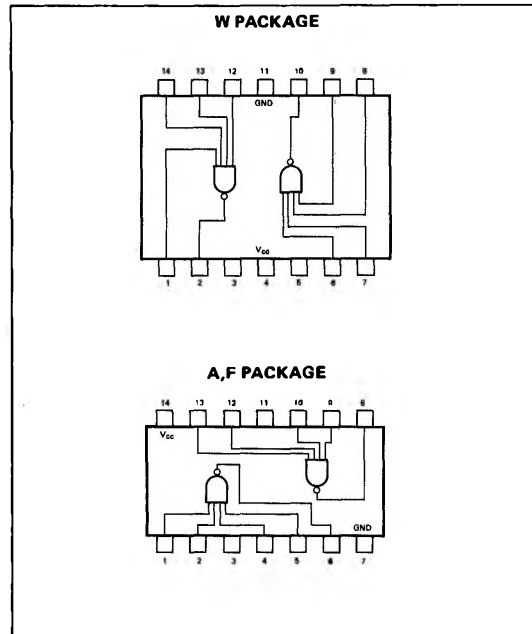 W PACKAGE
14 13 12 11 10 9 8
GND
Vcc
1 2 3 4 5 6 7
A,F PACKAGE
14 13 12 11 10 9 8
Vcc
GND
1 2 3 4 5 6 7